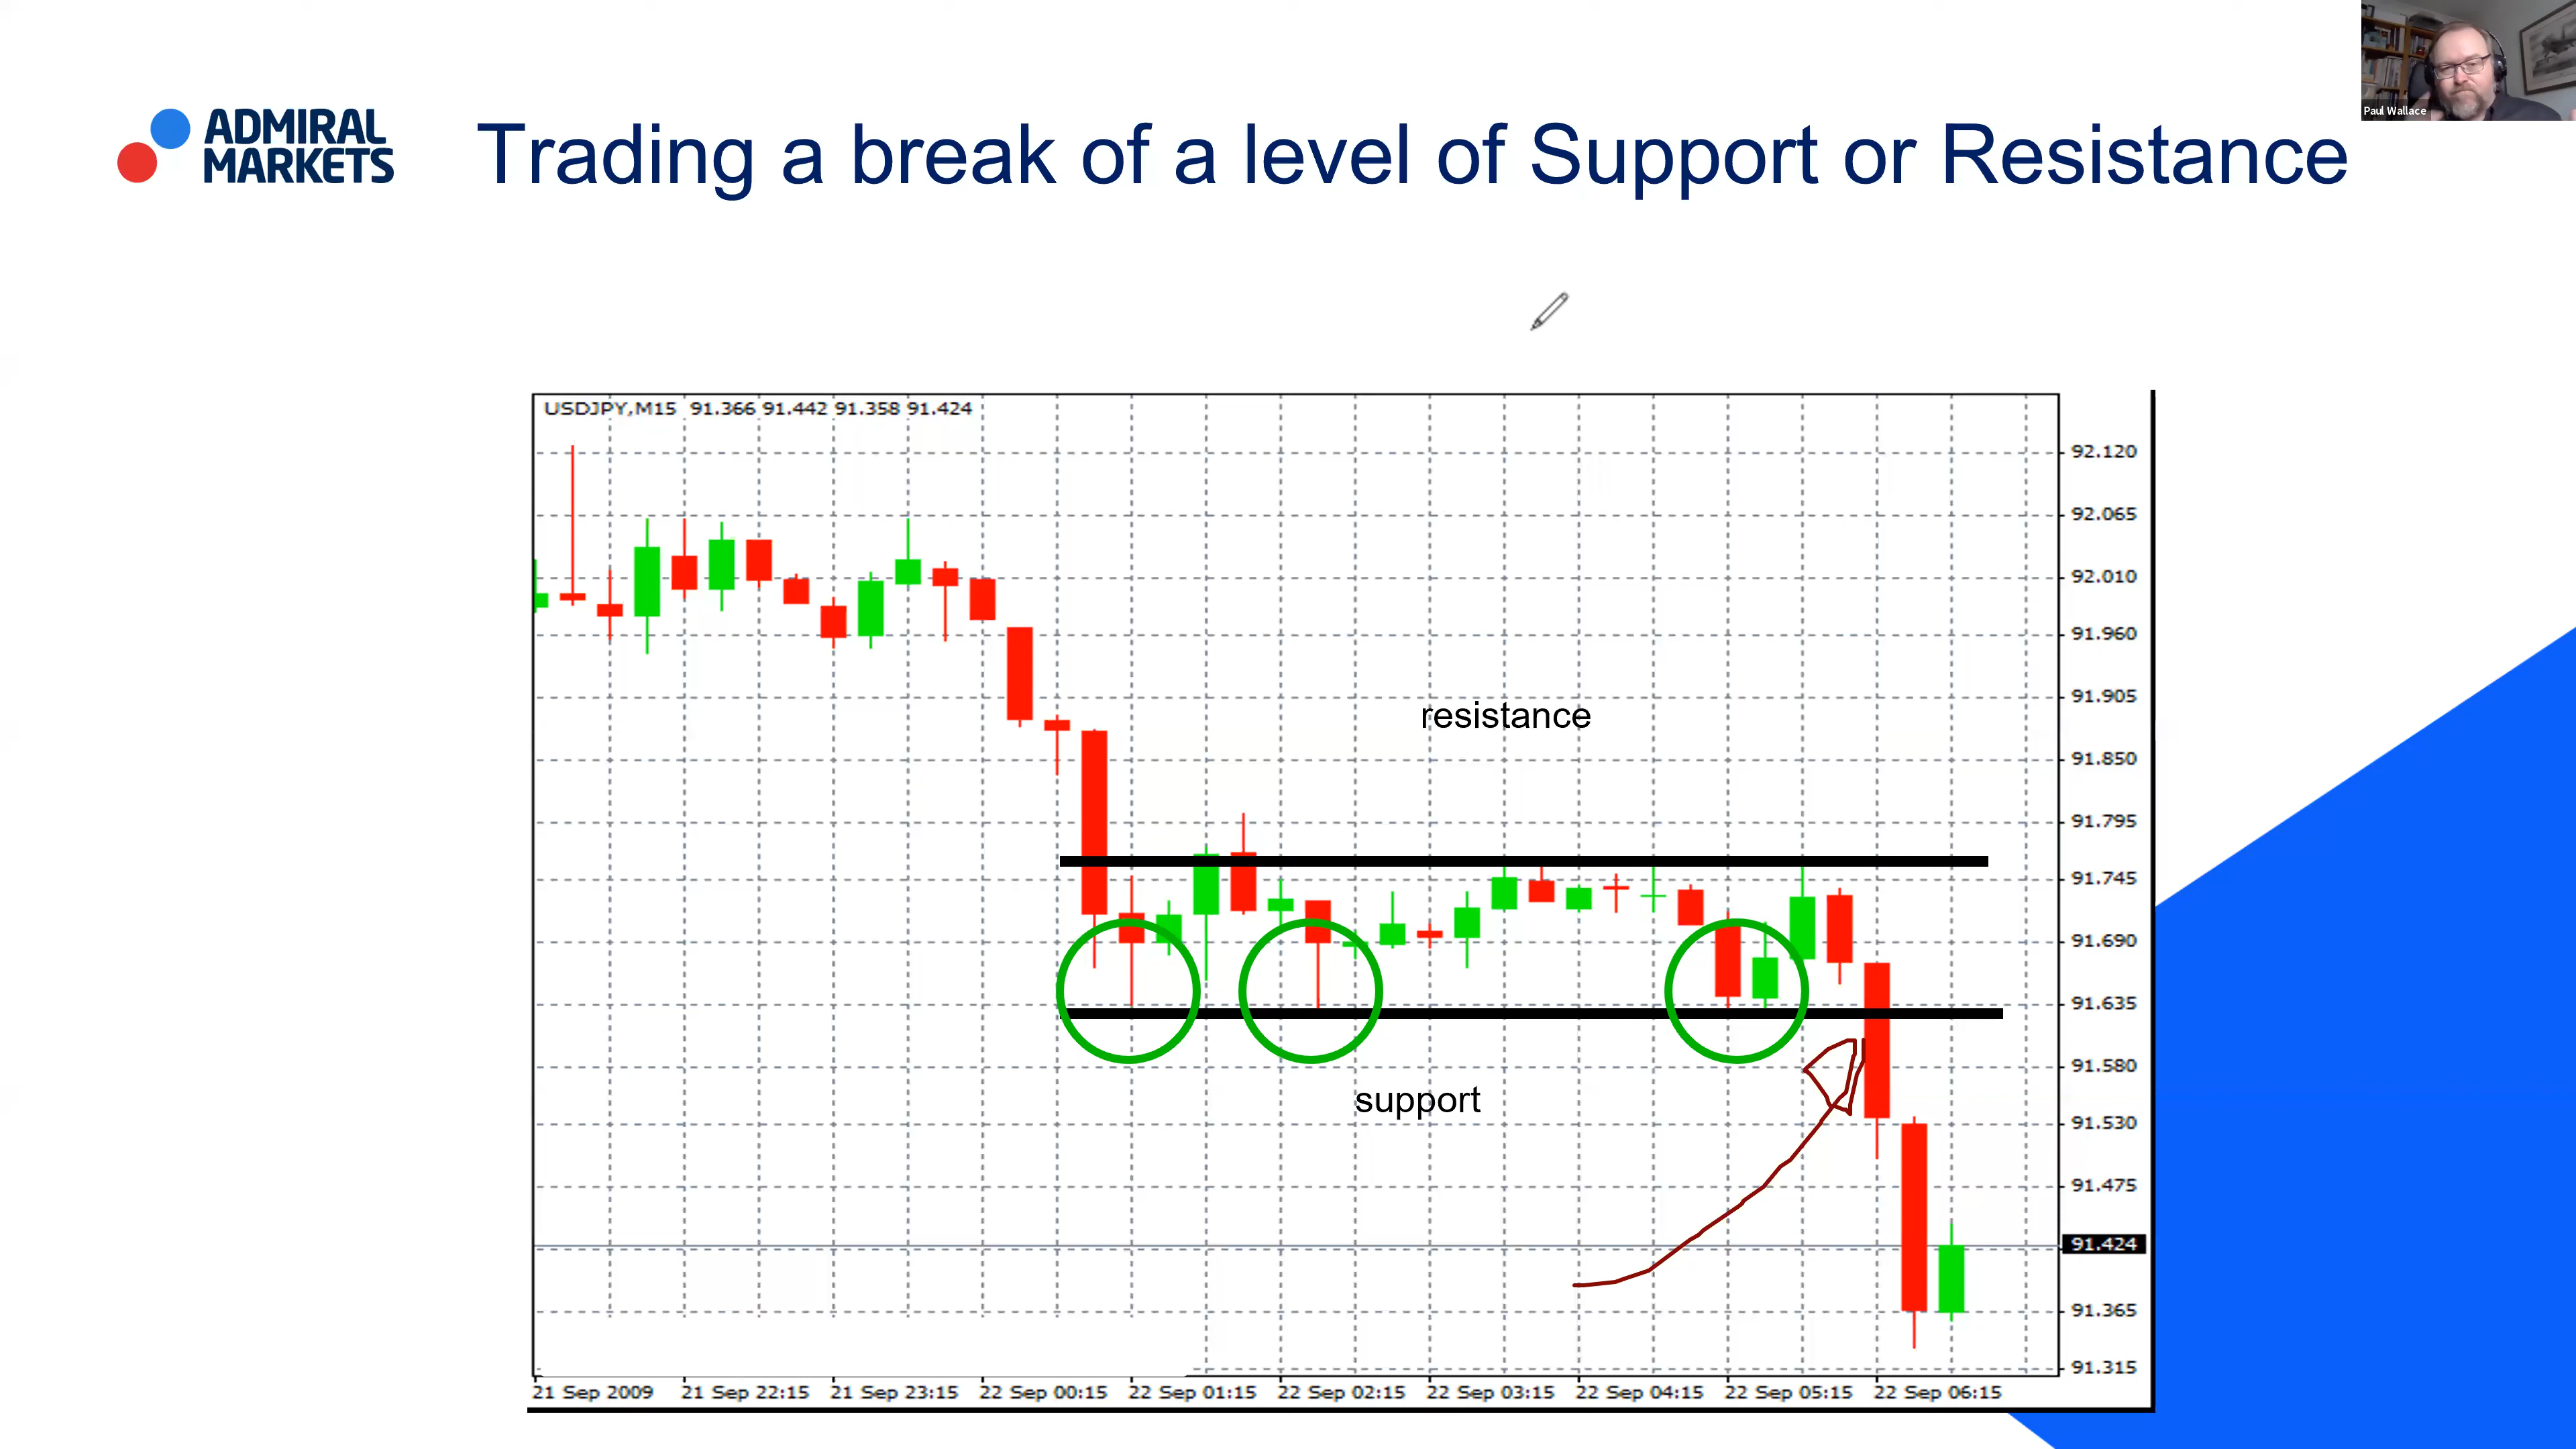 Paul Wallace
ADMIRAL
MARKETS
Trading a break of a level of Support or Resistance
USDJPY,M15 91.366 91.442 91.358 91.424
92.120
92.065
92.010
91.960
91.905
resistance
91.850
91.795
91.745
91.690
91.635
91.580
support
91.530
91.475
91.424
91.365
91.315
21 Sep 2009 21 Sep 22:15 21 Sep 23:15 22 Sep 00:15 22 Sep 01:15 22 Sep 02:15 22 Sep 03:15 22 Sep 04:15 22 Sep 05:15 22 Sep 06:15